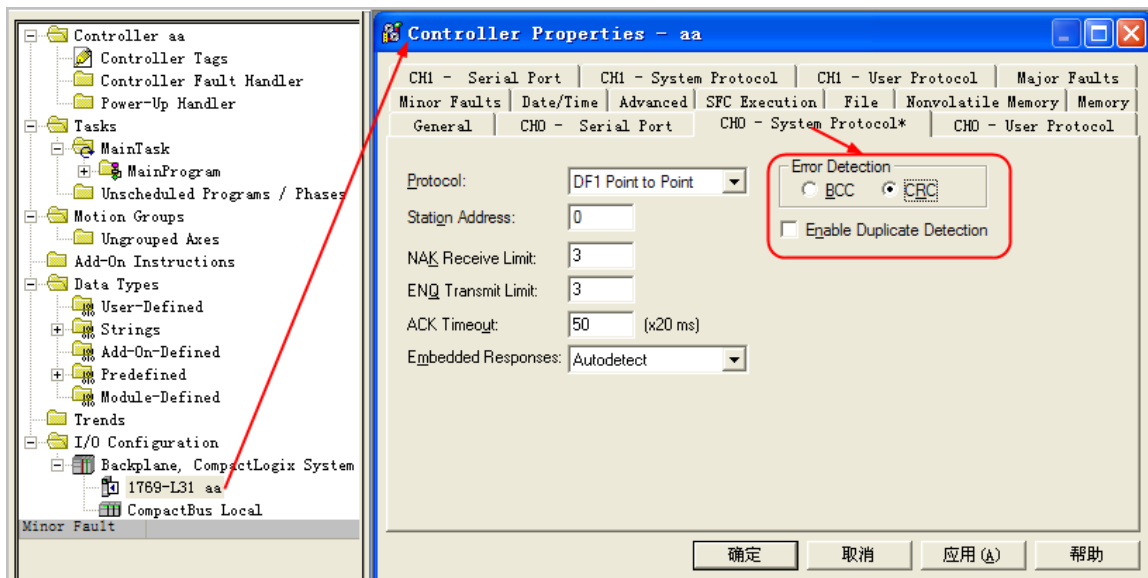 Controller aa
Controller Tags
Controller Fault Handler
Power-Up Handler
Tasks
MainTask
MainProgram
Unscheduled Programs / Phases
Motion Groups
Ungrouped Axes
Add-On Instructions
Data Types
User-Defined
Strings
Add-On-Defined
Predefined
Module-Defined
Trends
I/O Configuration
Backplane, CompactLogix System
1769-L31 aa
CompactBus Local
Minor Fault
Controller Properties - aa
CH1 - Serial Port CH1 - System Protocol CH1 - User Protocol Major Faults
Minor Faults Date/Time Advanced SFC Execution File Nonvolatile Memory Memory
General CH0 - Serial Port CH0 - System Protocol* CH0 - User Protocol
Protocol: DF1 Point to Point
Station Address: 0
NAK Receive Limit: 3
ENQ Transmit Limit: 3
ACK Timeout: 50 (x20 ms)
Embedded Responses: Autodetect
Error Detection
BCC CRC
Enable Duplicate Detection
确定 取消 应用(A) 帮助